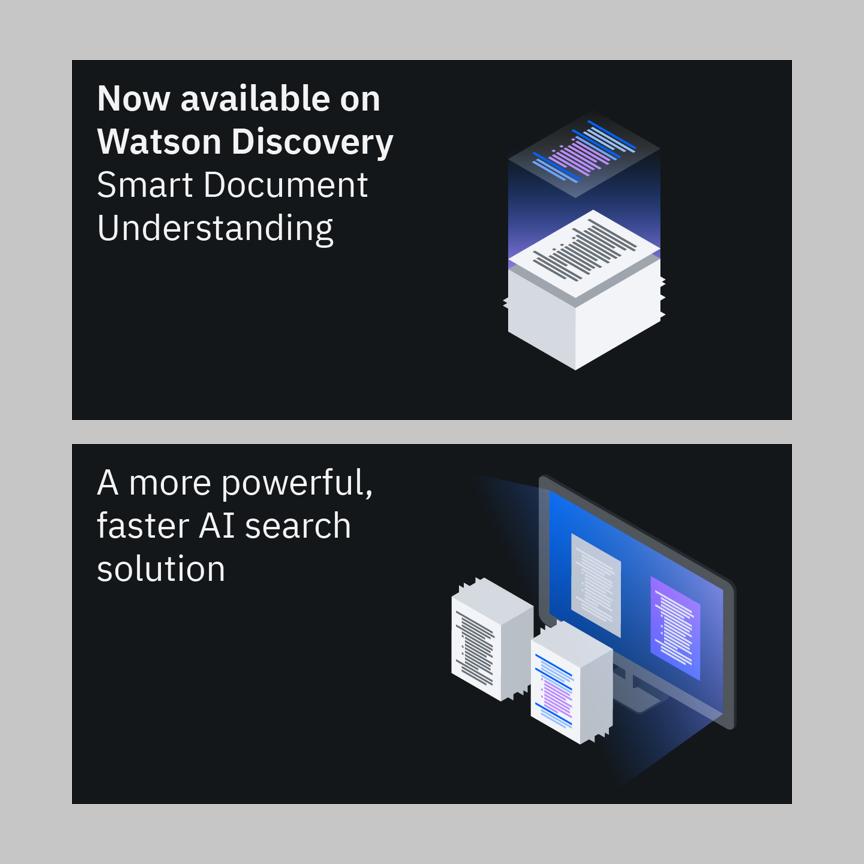 Now available on
Watson Discovery
Smart Document
Understanding
A more powerful,
faster AI search
solution